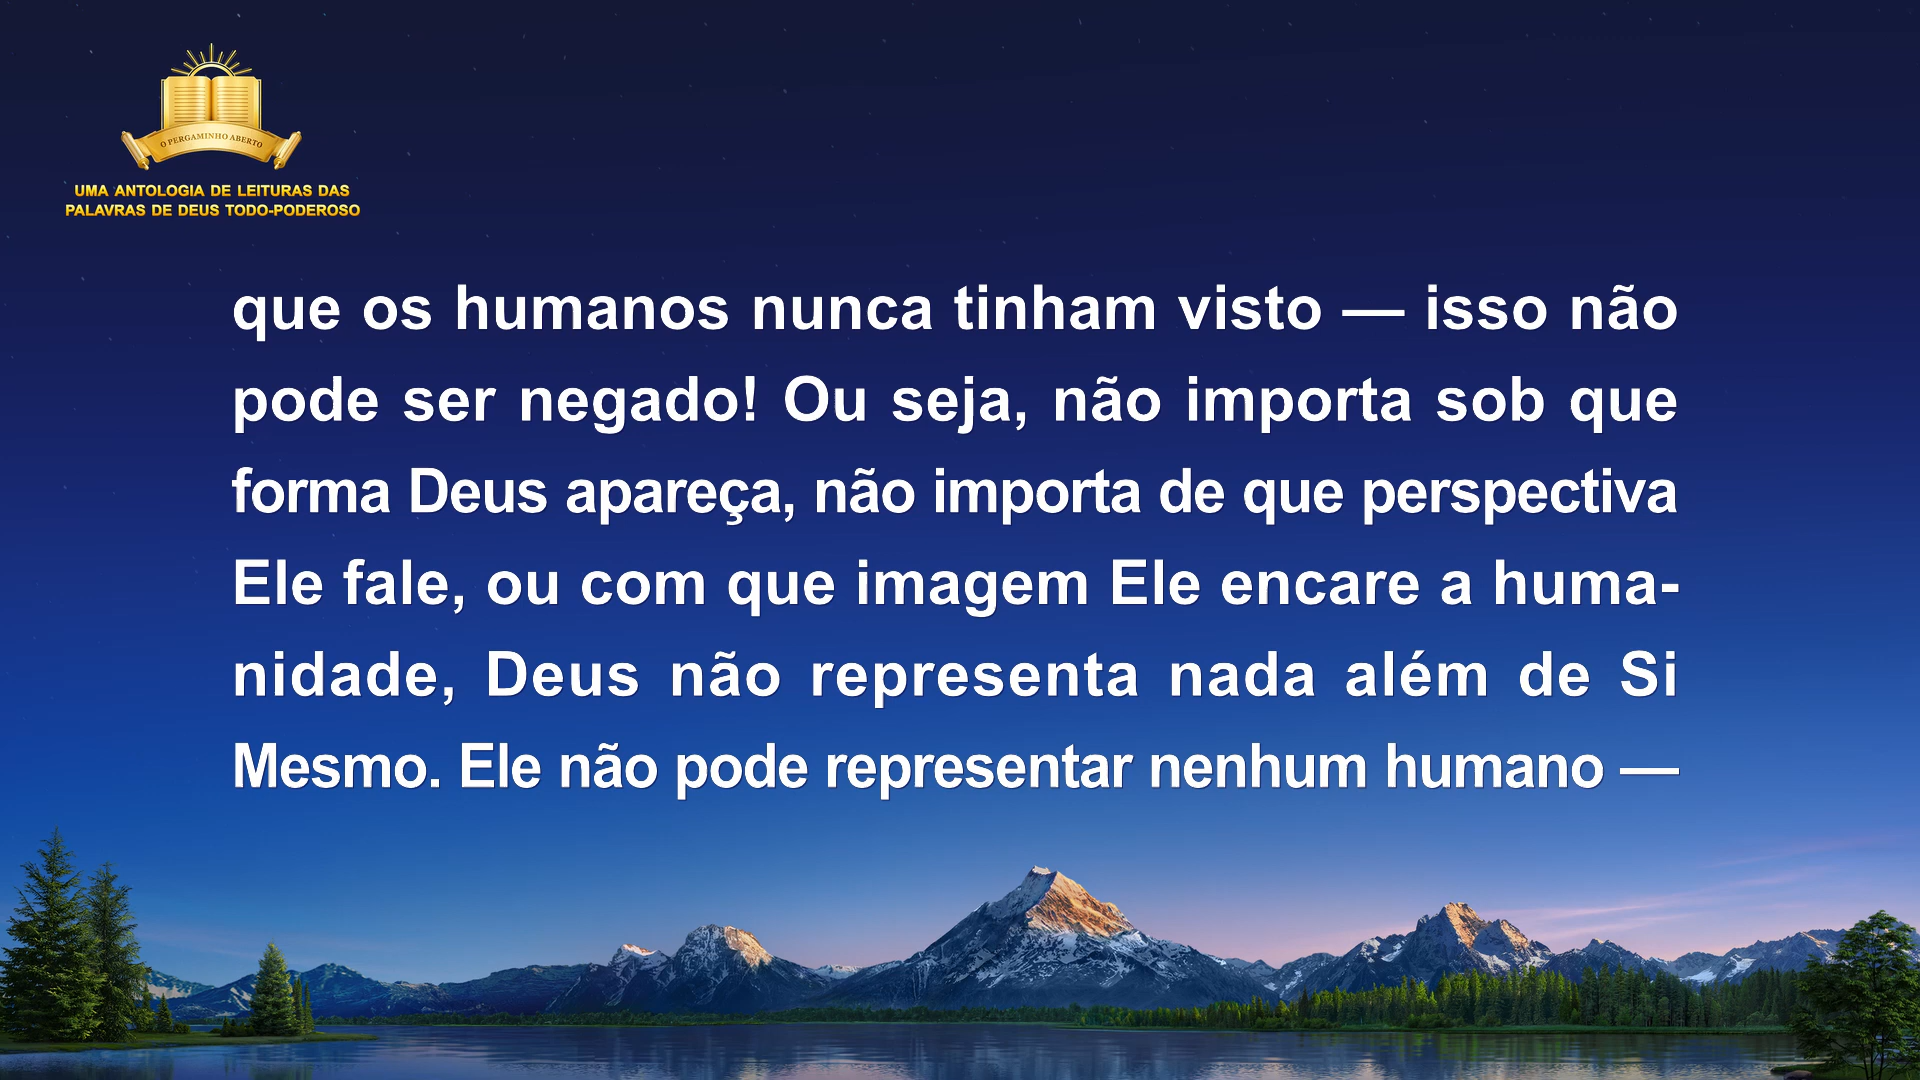 O PERGAMINHO ABERTO
UMA ANTOLOGIA DE LEITURAS DAS
PALAVRAS DE DEUS TODO-PODEROSO
que os humanos nunca tinham visto — isso não
pode ser negado! Ou seja, não importa sob que
forma Deus apareça, não importa de que perspectiva
Ele fale, ou com que imagem Ele encare a huma-
nidade, Deus não representa nada além de Si
Mesmo. Ele não pode representar nenhum humano —